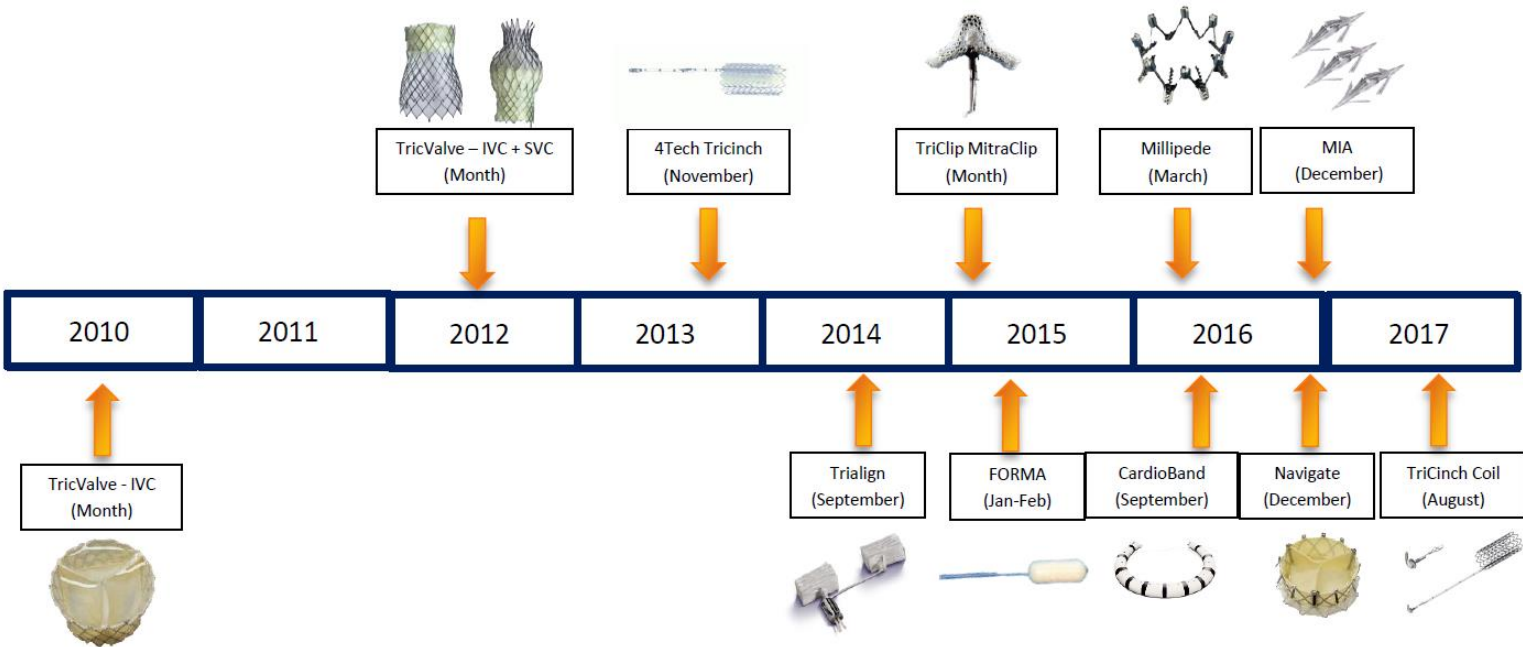 TricValve – IVC + SVC
(Month)
4Tech Tricinch
(November)
TriClip MitraClip
(Month)
Millipede
(March)
MIA
(December)
2010
2011
2012
2013
2014
2015
2016
2017
TricValve - IVC
(Month)
Trialign
(September)
FORMA
(Jan-Feb)
CardioBand
(September)
Navigate
(December)
TriCinch Coil
(August)